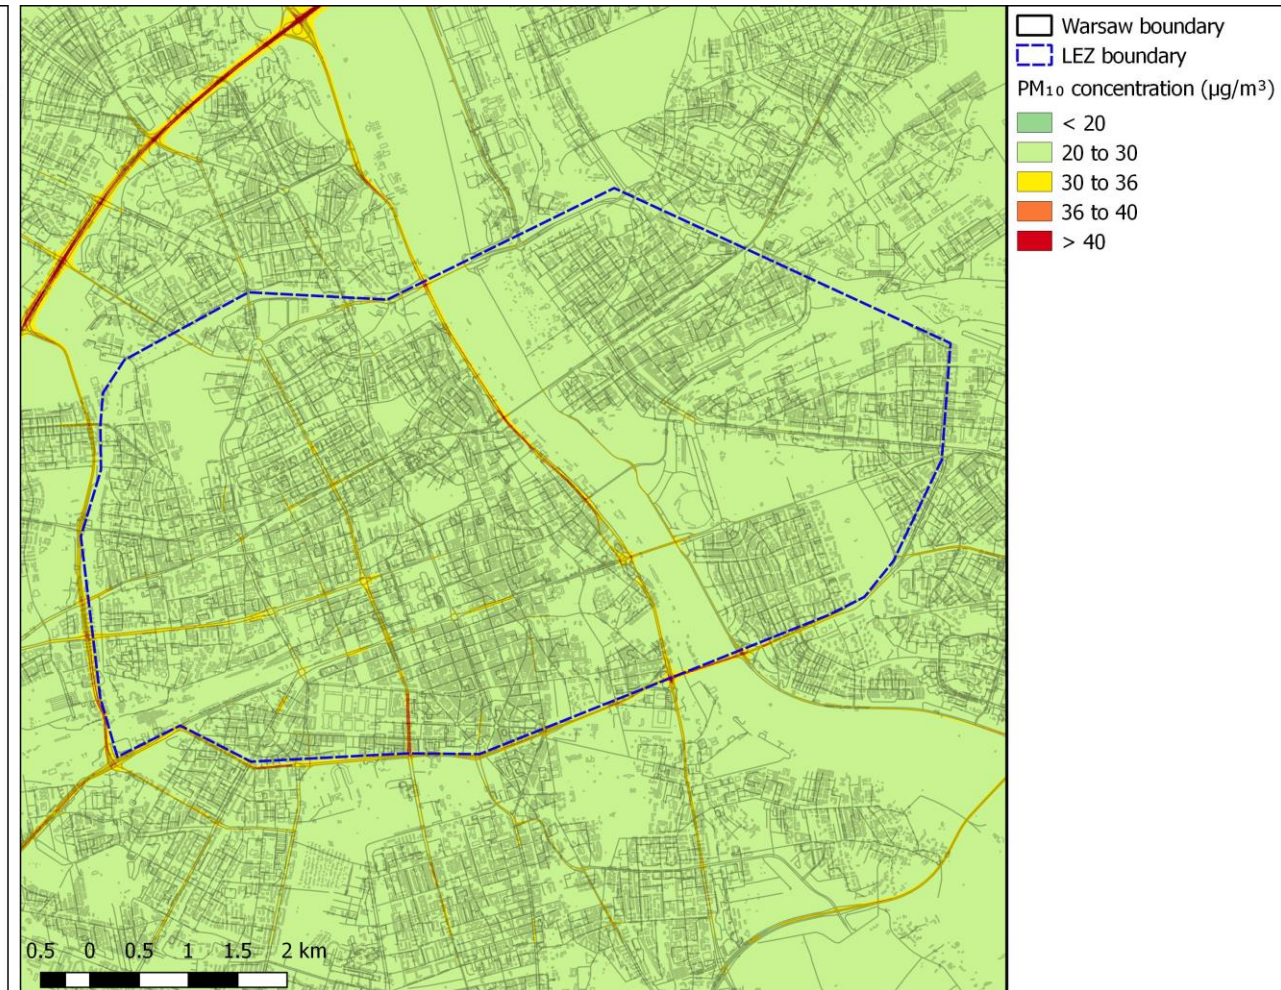 Warsaw boundary
LEZ boundary
PM₁₀ concentration (µg/m³)
< 20
20 to 30
30 to 36
36 to 40
> 40
0.5 0 0.5 1 1.5 2 km